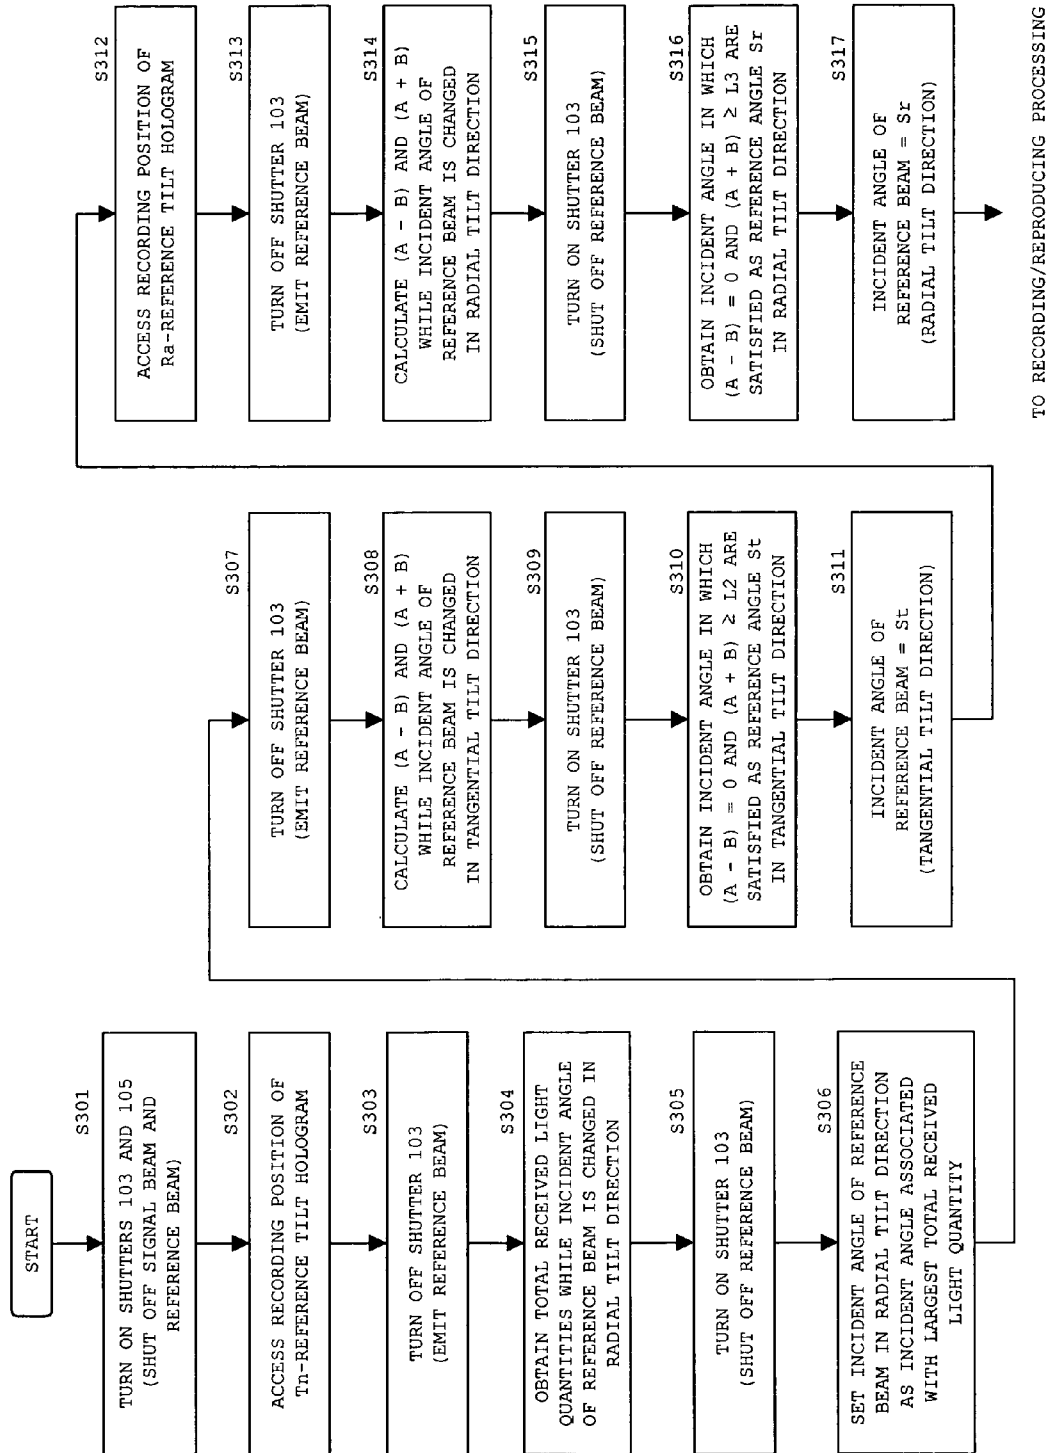 START
S301
TURN ON SHUTTERS 103 AND 105
(SHUT OFF SIGNAL BEAM AND
REFERENCE BEAM)
S302
ACCESS RECORDING POSITION OF
Tn-REFERENCE TILT HOLOGRAM
S303
TURN OFF SHUTTER 103
(EMIT REFERENCE BEAM)
S304
OBTAIN TOTAL RECEIVED LIGHT
QUANTITIES WHILE INCIDENT ANGLE
OF REFERENCE BEAM IS CHANGED IN
RADIAL TILT DIRECTION
S305
TURN ON SHUTTER 103
(SHUT OFF REFERENCE BEAM)
S306
SET INCIDENT ANGLE OF REFERENCE
BEAM IN RADIAL TILT DIRECTION
AS INCIDENT ANGLE ASSOCIATED
WITH LARGEST TOTAL RECEIVED
LIGHT QUANTITY
S307
TURN OFF SHUTTER 103
(EMIT REFERENCE BEAM)
S308
CALCULATE (A - B) AND (A + B)
WHILE INCIDENT ANGLE OF
REFERENCE BEAM IS CHANGED
IN TANGENTIAL TILT DIRECTION
S309
TURN ON SHUTTER 103
(SHUT OFF REFERENCE BEAM)
S310
OBTAIN INCIDENT ANGLE IN WHICH
(A - B) = 0 AND (A + B) ≥ L2 ARE
SATISFIED AS REFERENCE ANGLE St
IN TANGENTIAL TILT DIRECTION
S311
INCIDENT ANGLE OF
REFERENCE BEAM = St
(TANGENTIAL TILT DIRECTION)
S312
ACCESS RECORDING POSITION OF
Ra-REFERENCE TILT HOLOGRAM
S313
TURN OFF SHUTTER 103
(EMIT REFERENCE BEAM)
S314
CALCULATE (A - B) AND (A + B)
WHILE INCIDENT ANGLE OF
REFERENCE BEAM IS CHANGED
IN RADIAL TILT DIRECTION
S315
TURN ON SHUTTER 103
(SHUT OFF REFERENCE BEAM)
S316
OBTAIN INCIDENT ANGLE IN WHICH
(A - B) = 0 AND (A + B) ≥ L3 ARE
SATISFIED AS REFERENCE ANGLE Sr
IN RADIAL TILT DIRECTION
S317
INCIDENT ANGLE OF
REFERENCE BEAM = Sr
(RADIAL TILT DIRECTION)
TO RECORDING/REPRODUCING PROCESSING